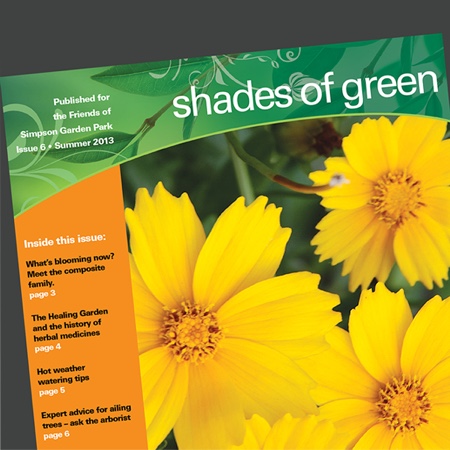 Published for
the Friends of
Simpson Garden Park
Issue 6 • Summer 2013
shades of green
Inside this issue:
What's blooming now?
Meet the composite
family.
page 3
The Healing Garden
and the history of
herbal medicines
page 4
Hot weather
watering tips
page 5
Expert advice for ailing
trees – ask the arborist
page 6